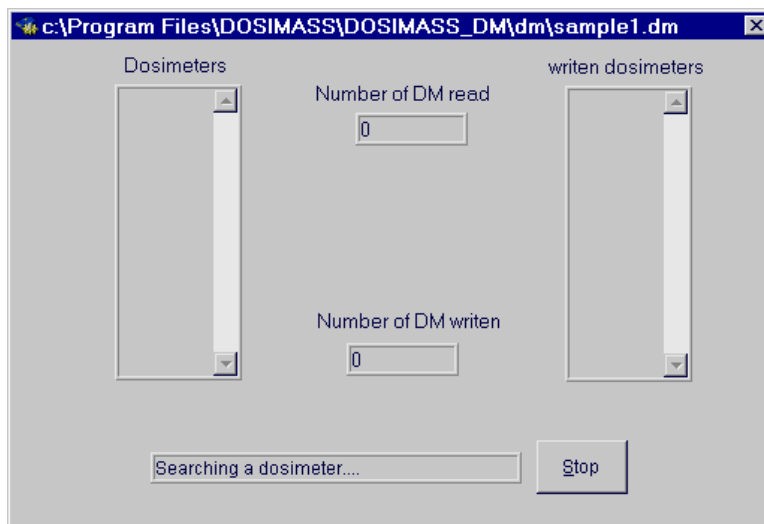 c:\Program Files\DOSIMASS\DOSIMASS_DM\dm\sample1.dm
Dosimeters
writen dosimeters
Number of DM read
0
Number of DM writen
0
Searching a dosimeter....
Stop